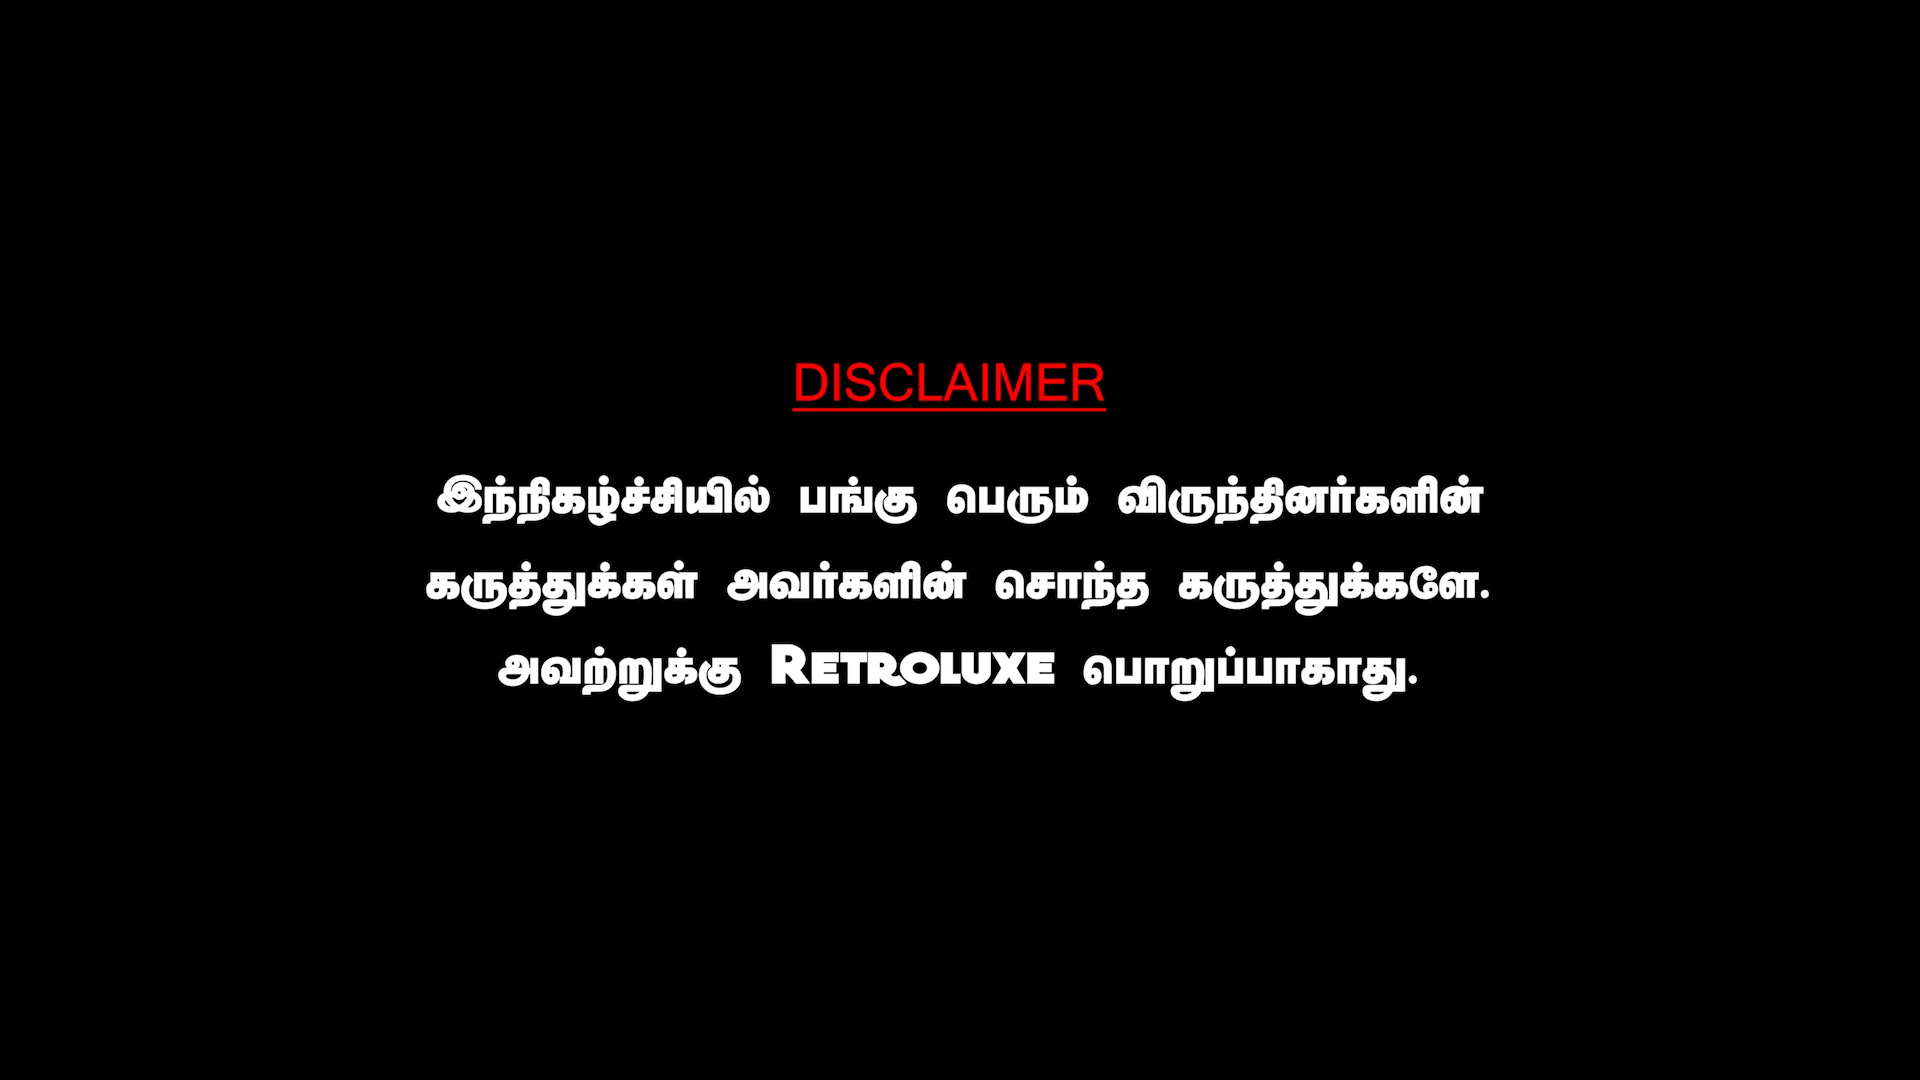 DISCLAIMER
இந்நிகழ்ச்சியில் பங்கு பெரும் விருந்தினர்களின்
கருத்துக்கள் அவர்களின் சொந்த கருத்துக்களே.
அவற்றுக்கு RETROLUXE பொறுப்பாகாது.